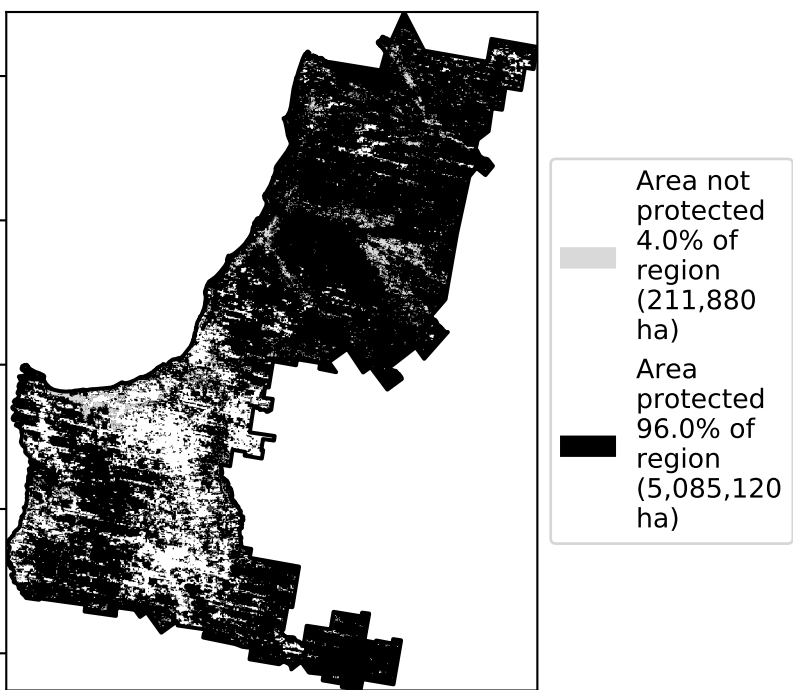 Area not
protected
4.0% of
region
(211,880
ha)
Area
protected
96.0% of
region
(5,085,120
ha)